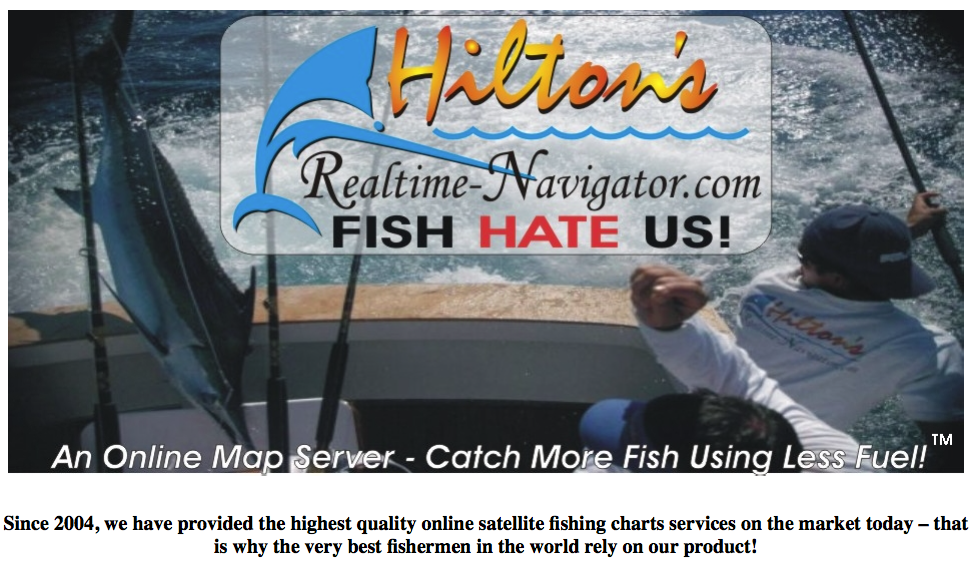 Hilton's
Realtime-Navigator.com
FISH HATE US!
Hilton's
An Online Map Server - Catch More Fish Using Less Fuel!™
Since 2004, we have provided the highest quality online satellite fishing charts services on the market today – that
is why the very best fishermen in the world rely on our product!